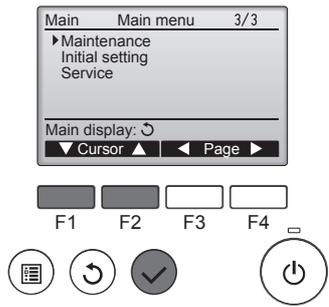 Main Main menu 3/3
Maintenance
Initial setting
Service
Main display:
Cursor Page
F1 F2 F3 F4